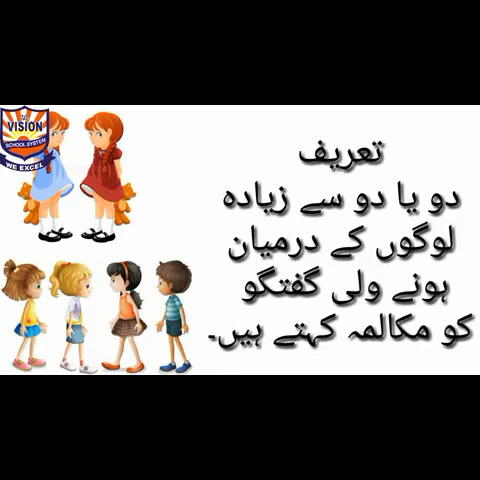 VISION
SCHOOL SYSTEM
WE EXCEL
تعریف
دو یا دو سے زیادہ
لوگوں کے درمیان
ہونے ولی گفتگو
کو مکالمہ کہتے ہیں۔